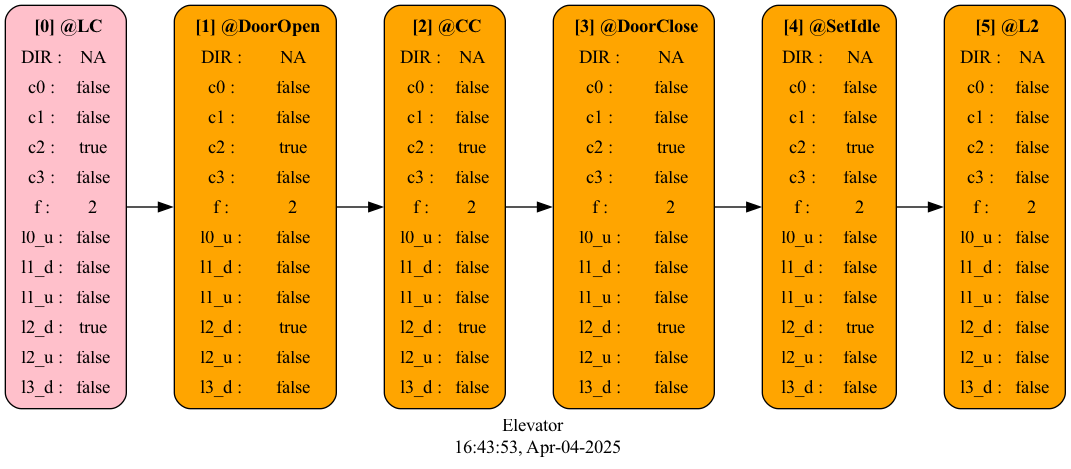 [0] @LC
DIR : NA
c0 : false
c1 : false
c2 : true
c3 : false
f : 2
l0_u : false
l1_d : false
l1_u : false
l2_d : true
l2_u : false
l3_d : false
[1] @DoorOpen
DIR : NA
c0 : false
c1 : false
c2 : true
c3 : false
f : 2
l0_u : false
l1_d : false
l1_u : false
l2_d : true
l2_u : false
l3_d : false
[2] @CC
DIR : NA
c0 : false
c1 : false
c2 : true
c3 : false
f : 2
l0_u : false
l1_d : false
l1_u : false
l2_d : true
l2_u : false
l3_d : false
[3] @DoorClose
DIR : NA
c0 : false
c1 : false
c2 : true
c3 : false
f : 2
l0_u : false
l1_d : false
l1_u : false
l2_d : true
l2_u : false
l3_d : false
[4] @SetIdle
DIR : NA
c0 : false
c1 : false
c2 : true
c3 : false
f : 2
l0_u : false
l1_d : false
l1_u : false
l2_d : true
l2_u : false
l3_d : false
[5] @L2
DIR : NA
c0 : false
c1 : false
c2 : false
c3 : false
f : 2
l0_u : false
l1_d : false
l1_u : false
l2_d : false
l2_u : false
l3_d : false
Elevator
16:43:53, Apr-04-2025